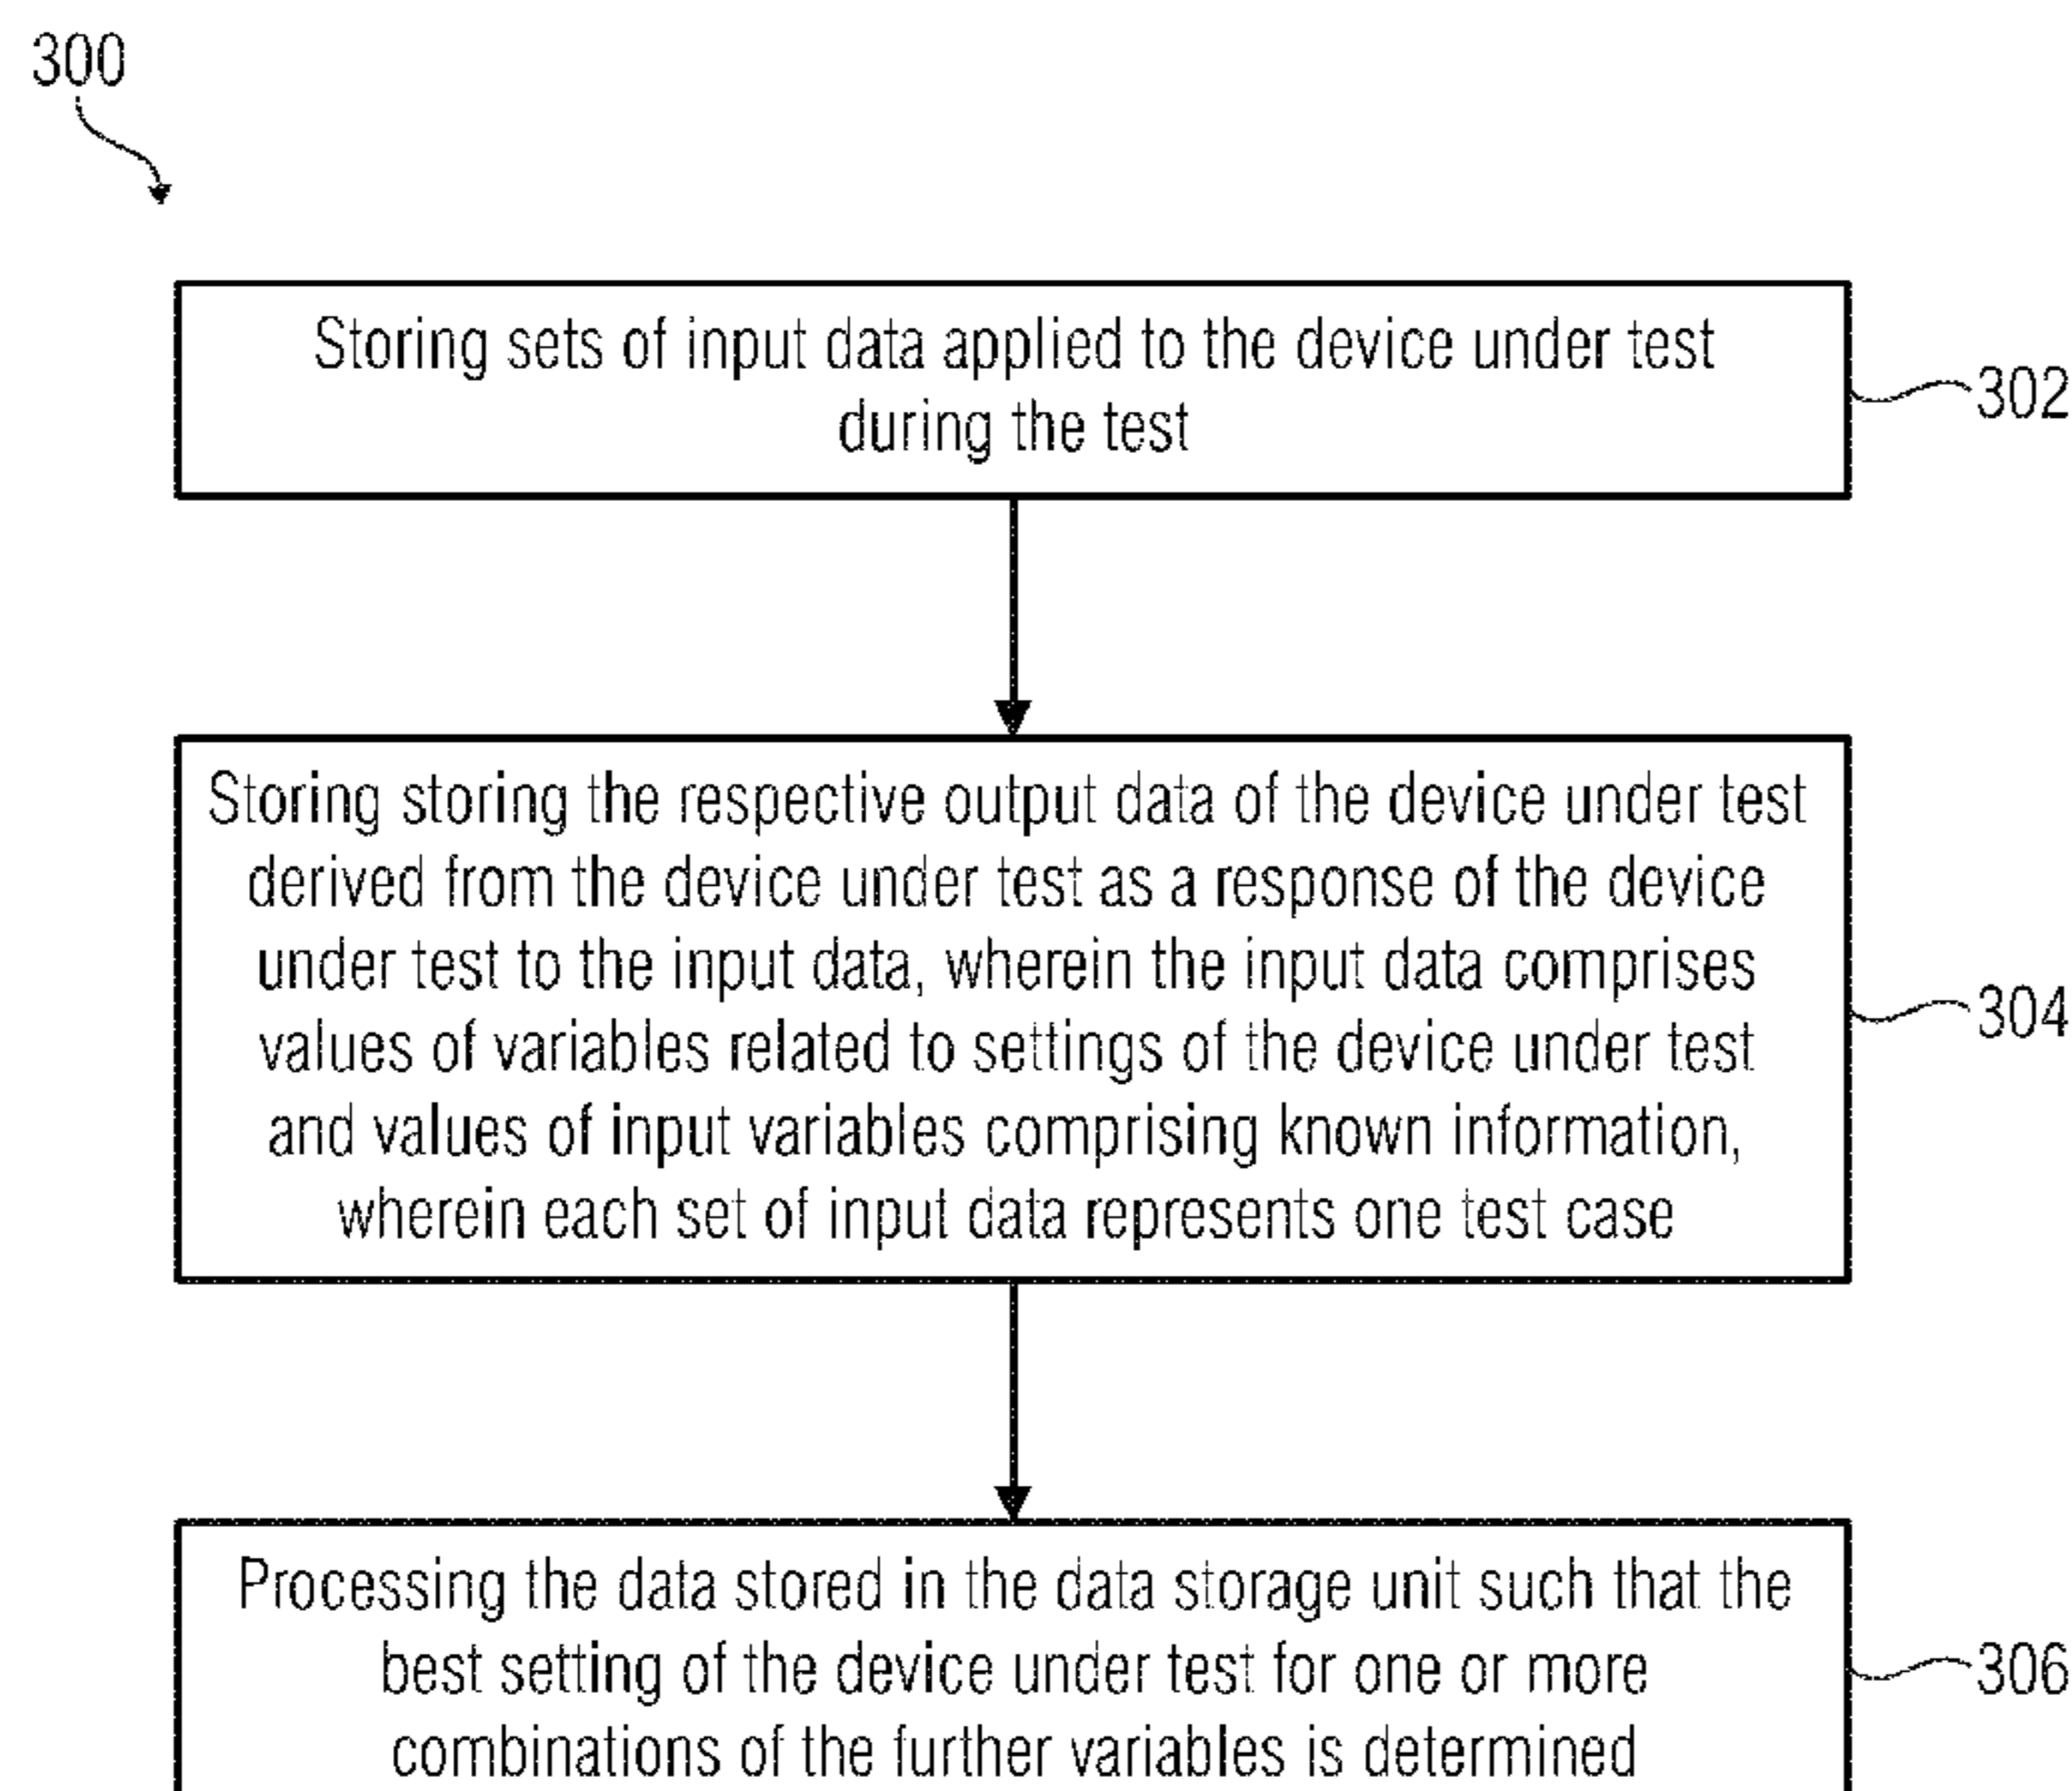 300
Storing sets of input data applied to the device under test
during the test
302
Storing storing the respective output data of the device under test
derived from the device under test as a response of the device
under test to the input data, wherein the input data comprises
values of variables related to settings of the device under test
and values of input variables comprising known information,
wherein each set of input data represents one test case
304
Processing the data stored in the data storage unit such that the
best setting of the device under test for one or more
combinations of the further variables is determined
306